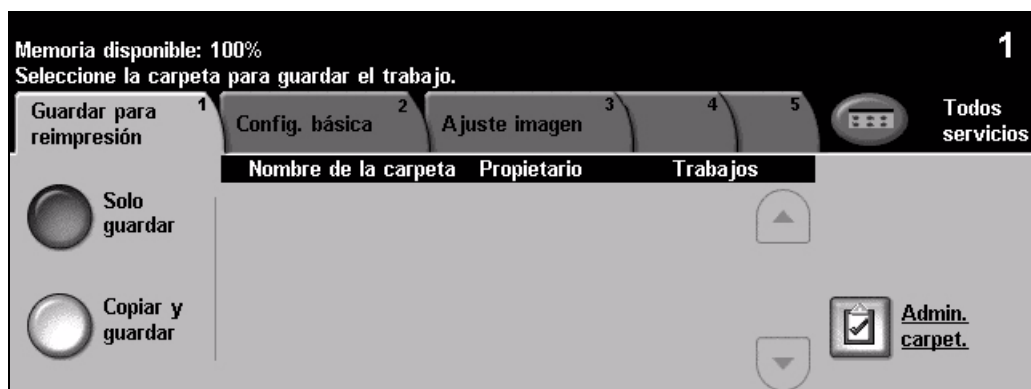 1
Memoria disponible: 100%
Seleccione la carpeta para guardar el trabajo.
Guardar para
reimpresión
1
Config. básica
2
Ajuste imagen
3
4
5
Todos
servicios
Nombre de la carpeta Propietario Trabajos
Solo
guardar
Copiar y
guardar
Admin.
carpet.